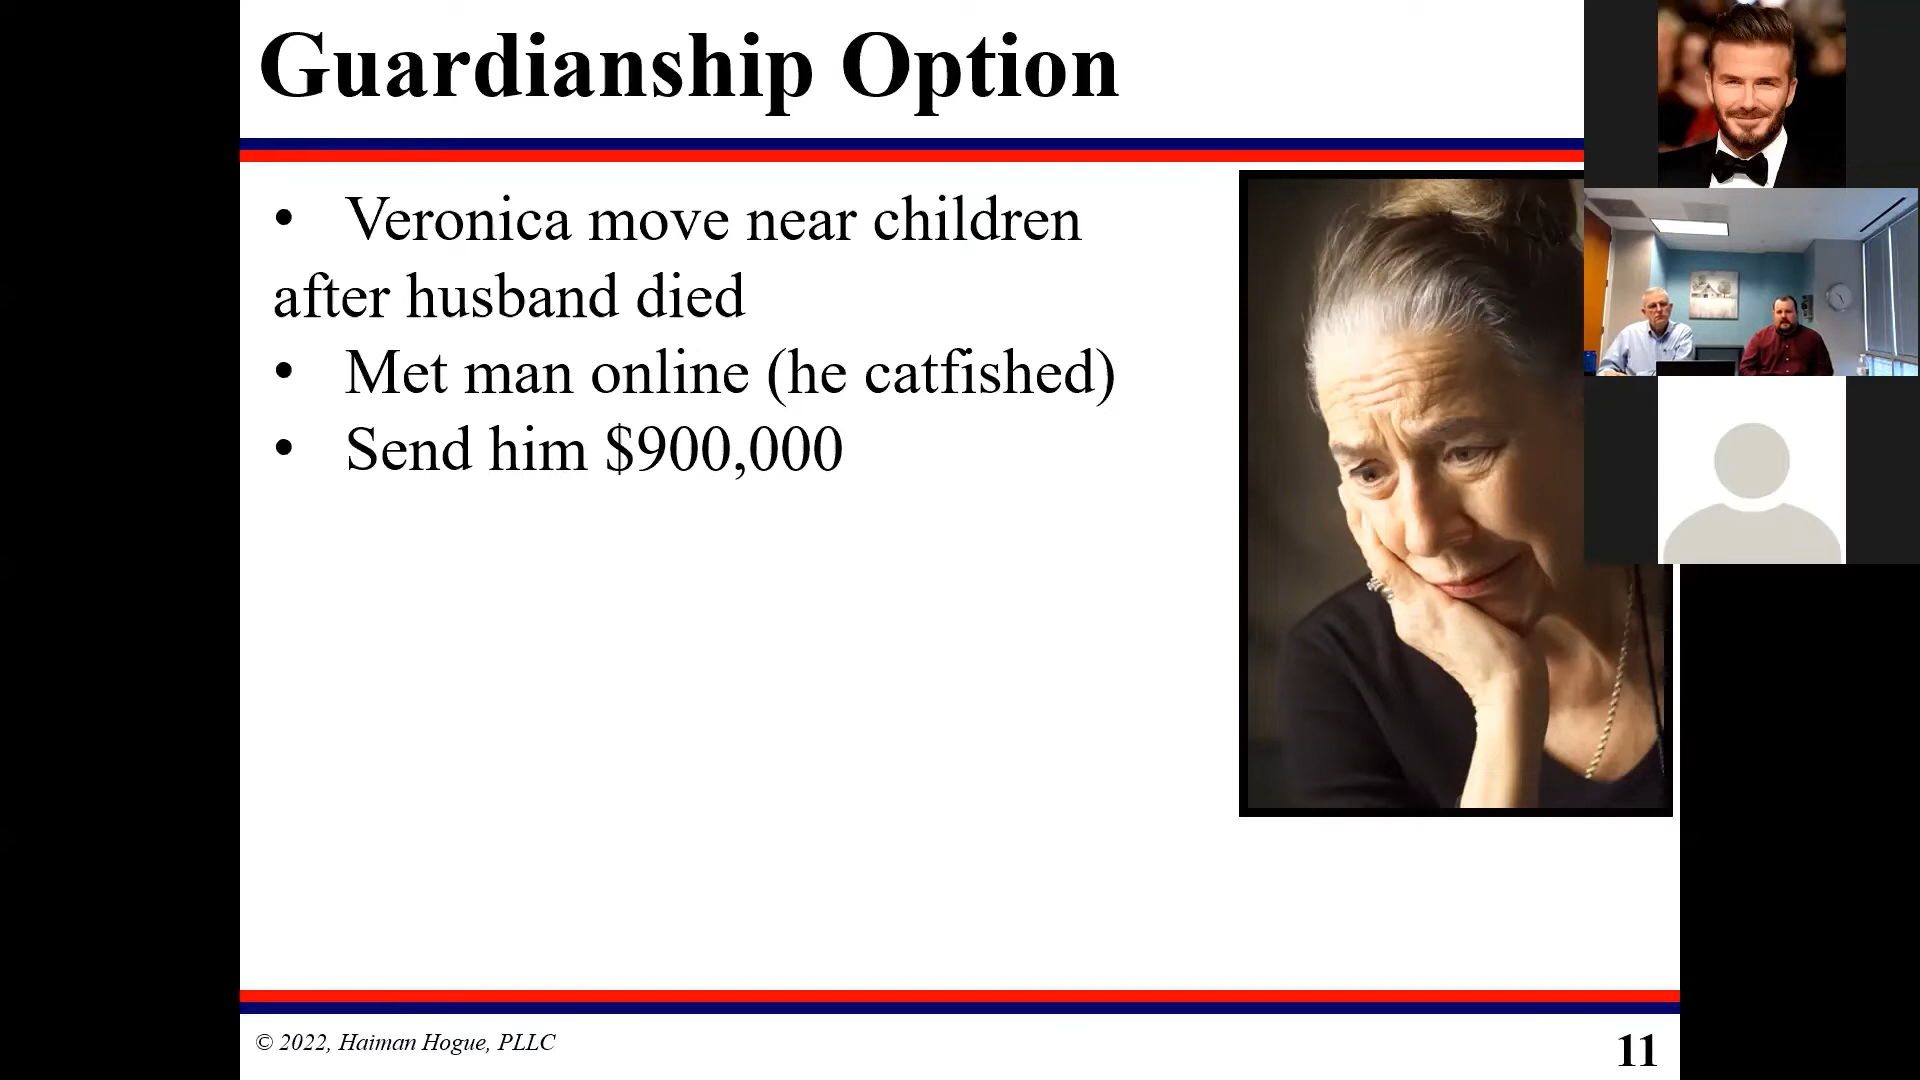 Guardianship Option
• Veronica move near children
after husband died
• Met man online (he catfished)
• Send him $900,000
© 2022, Haiman Hogue, PLLC
11